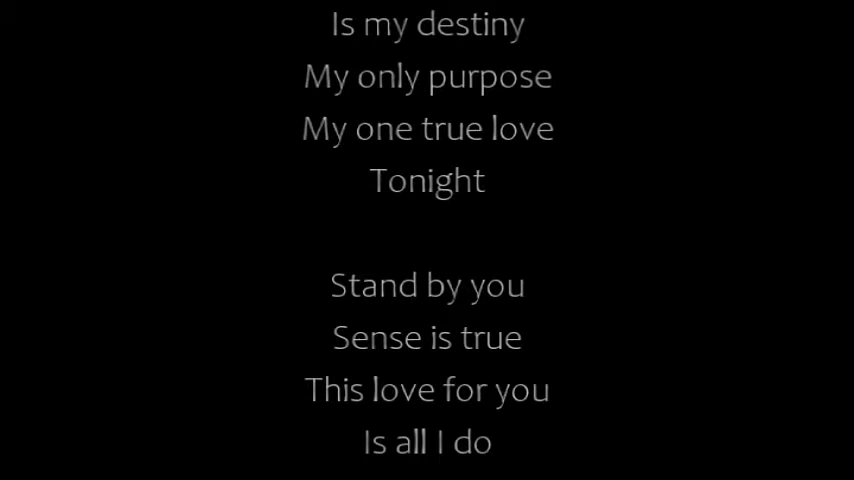 Is my destiny
My only purpose
My one true love
Tonight
Stand by you
Sense is true
This love for you
Is all I do